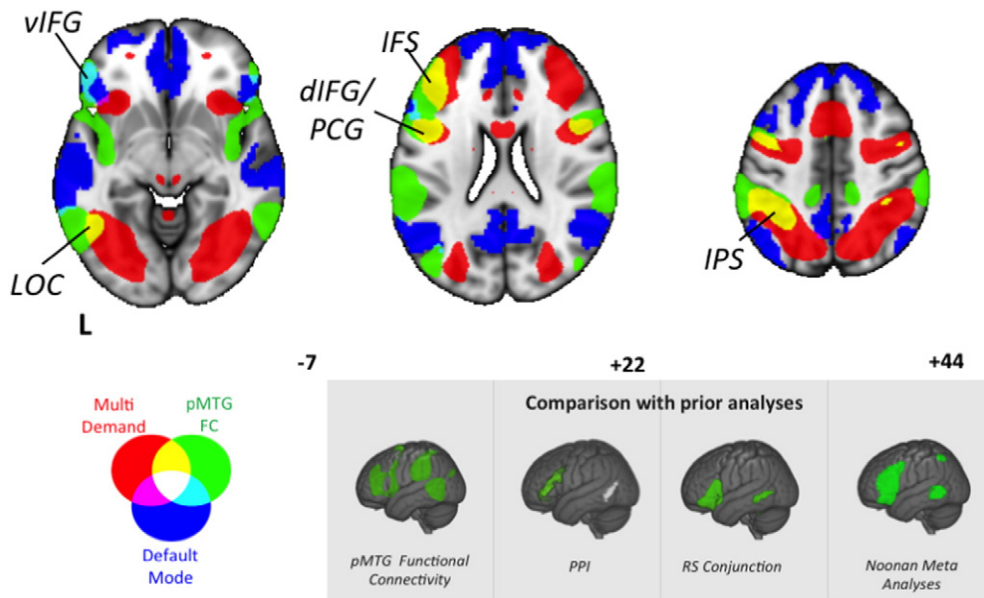 vIFG
IFS
dIFG/
PCG
LOC
IPS
L
-7
+22
+44
Multi
Demand
pMTG
FC
Default
Mode
Comparison with prior analyses
pMTG Functional
Connectivity
PPI
RS Conjunction
Noonan Meta
Analyses